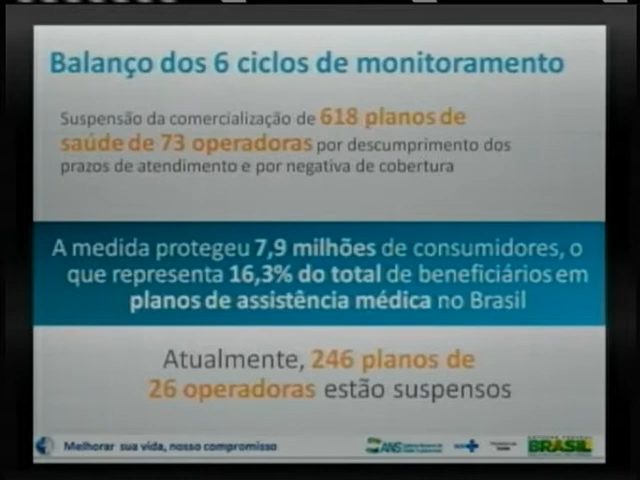 Balanço dos 6 ciclos de monitoramento
Suspensão da comercialização de 618 planos de
saúde de 73 operadoras por descumprimento dos
prazos de atendimento e por negativa de cobertura
A medida protegeu 7,9 milhões de consumidores, o
que representa 16,3% do total de beneficiários em
planos de assistência médica no Brasil
Atualmente, 246 planos de
26 operadoras estão suspensos
Melhorar sua vida, nosso compromisso
ANS
SUS
BRASIL